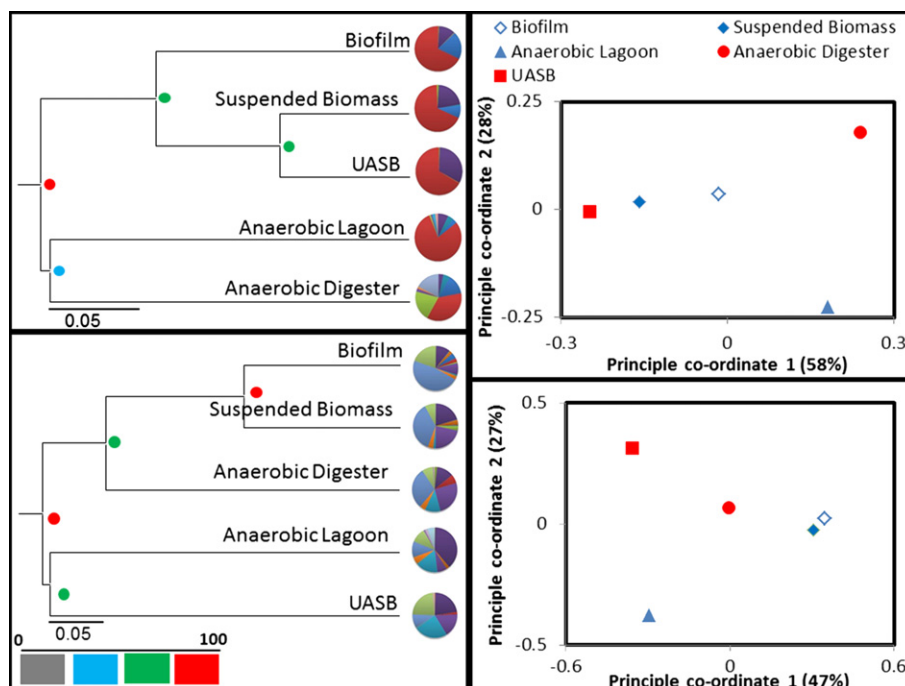 Biofilm
Suspended Biomass
UASB
Anaerobic Lagoon
Anaerobic Digester
0.05
Biofilm
Suspended Biomass
Anaerobic Lagoon
Anaerobic Digester
UASB
Principle co-ordinate 2 (28%)
0.25
0
-0.25
-0.3
0
0.3
Principle co-ordinate 1 (58%)
Biofilm
Suspended Biomass
Anaerobic Digester
Anaerobic Lagoon
UASB
0.05
0
100
Principle co-ordinate 2 (27%)
0.5
0
-0.5
-0.6
0
0.6
Principle co-ordinate 1 (47%)